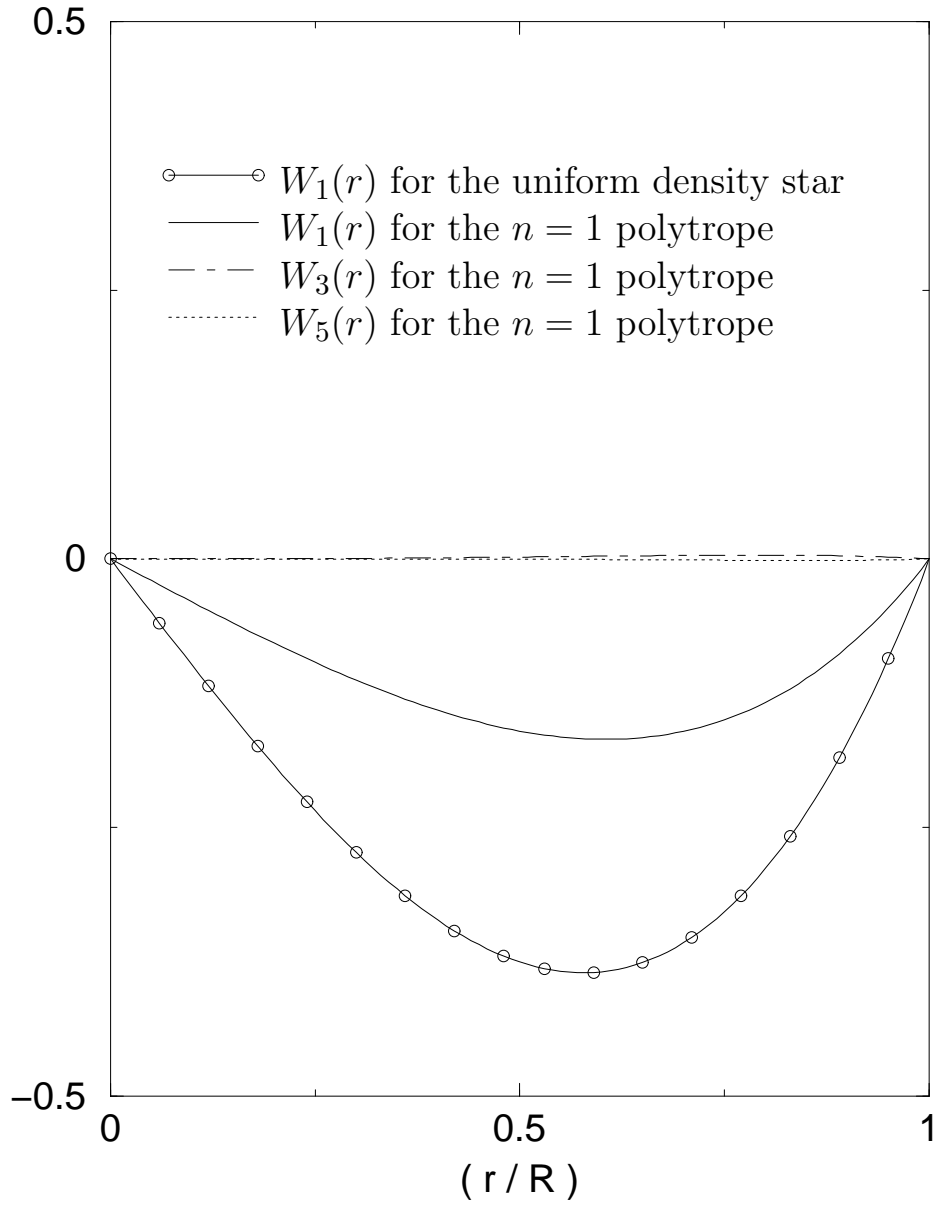 0.5
W₁(r) for the uniform density star
W₁(r) for the n = 1 polytrope
W₃(r) for the n = 1 polytrope
W₅(r) for the n = 1 polytrope
0
−0.5
0 0.5 1
( r / R )